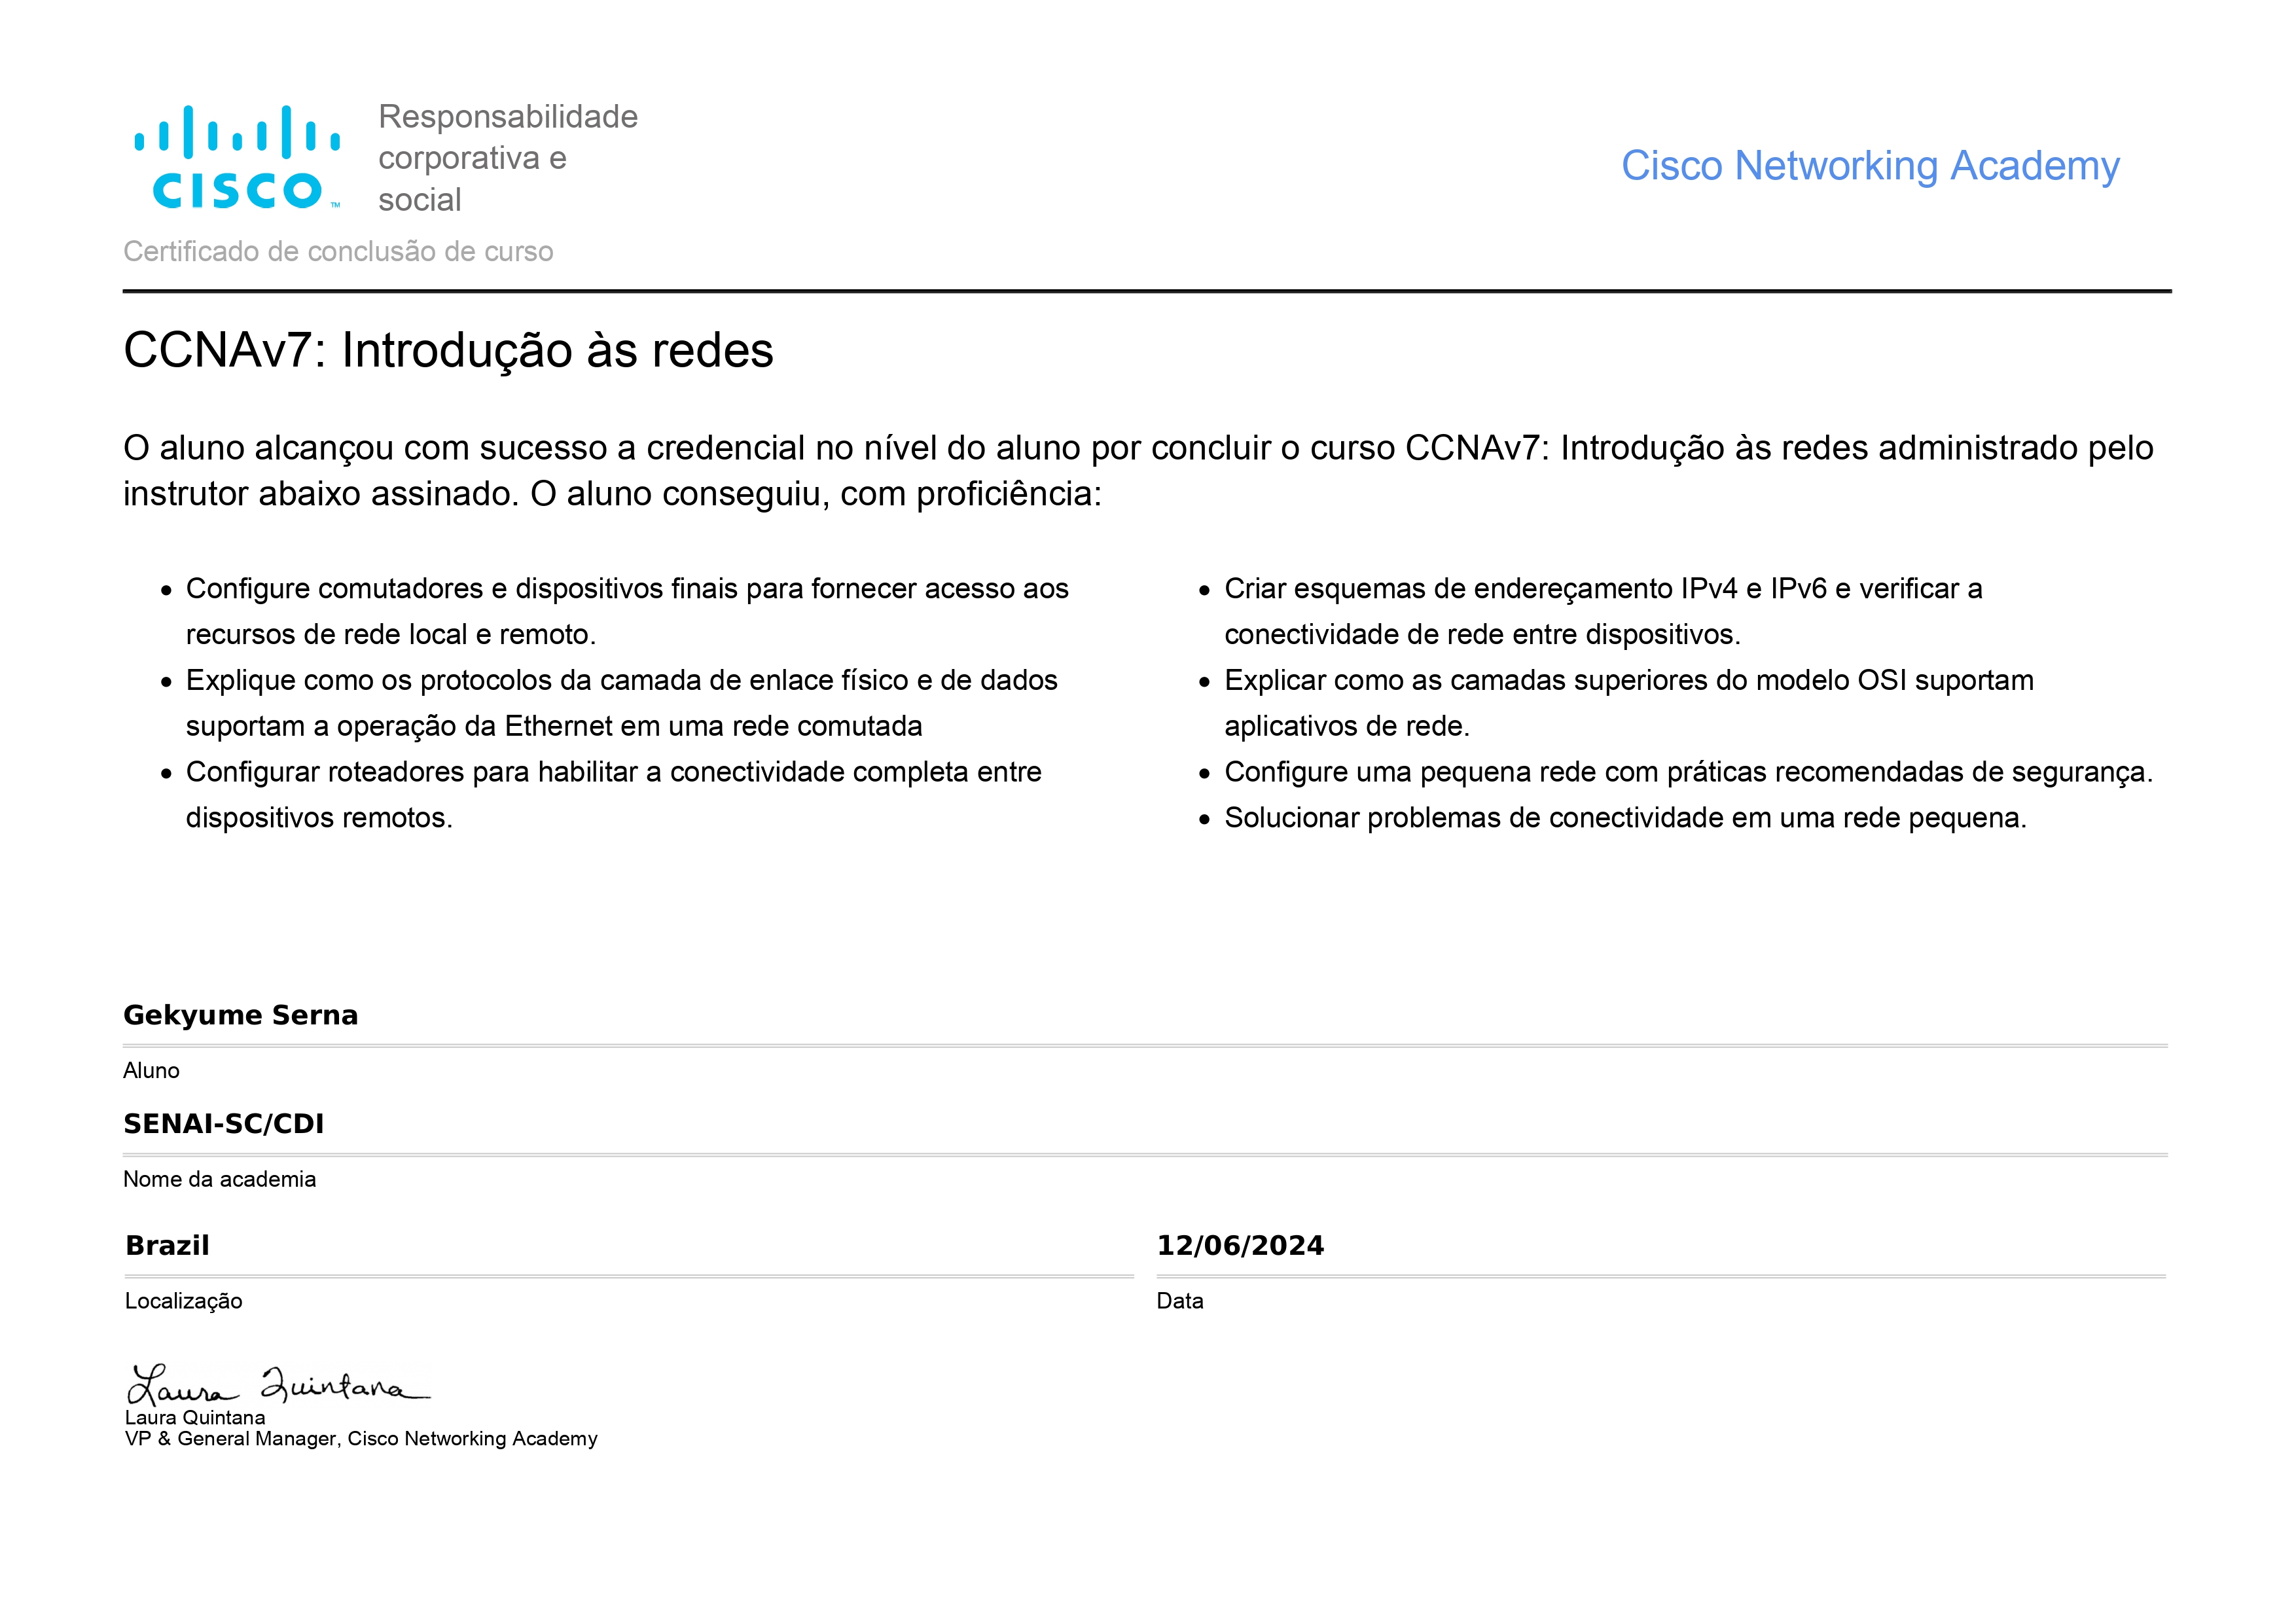 CISCO™
Responsabilidade
corporativa e
social
Cisco Networking Academy
Certificado de conclusão de curso
CCNAv7: Introdução às redes
O aluno alcançou com sucesso a credencial no nível do aluno por concluir o curso CCNAv7: Introdução às redes administrado pelo
instrutor abaixo assinado. O aluno conseguiu, com proficiência:
• Configure comutadores e dispositivos finais para fornecer acesso aos
recursos de rede local e remoto.
• Explique como os protocolos da camada de enlace físico e de dados
suportam a operação da Ethernet em uma rede comutada
• Configurar roteadores para habilitar a conectividade completa entre
dispositivos remotos.
• Criar esquemas de endereçamento IPv4 e IPv6 e verificar a
conectividade de rede entre dispositivos.
• Explicar como as camadas superiores do modelo OSI suportam
aplicativos de rede.
• Configure uma pequena rede com práticas recomendadas de segurança.
• Solucionar problemas de conectividade em uma rede pequena.
Gekyume Serna
Aluno
SENAI-SC/CDI
Nome da academia
Brazil
Localização
12/06/2024
Data
Laura Quintana
Laura Quintana
VP & General Manager, Cisco Networking Academy